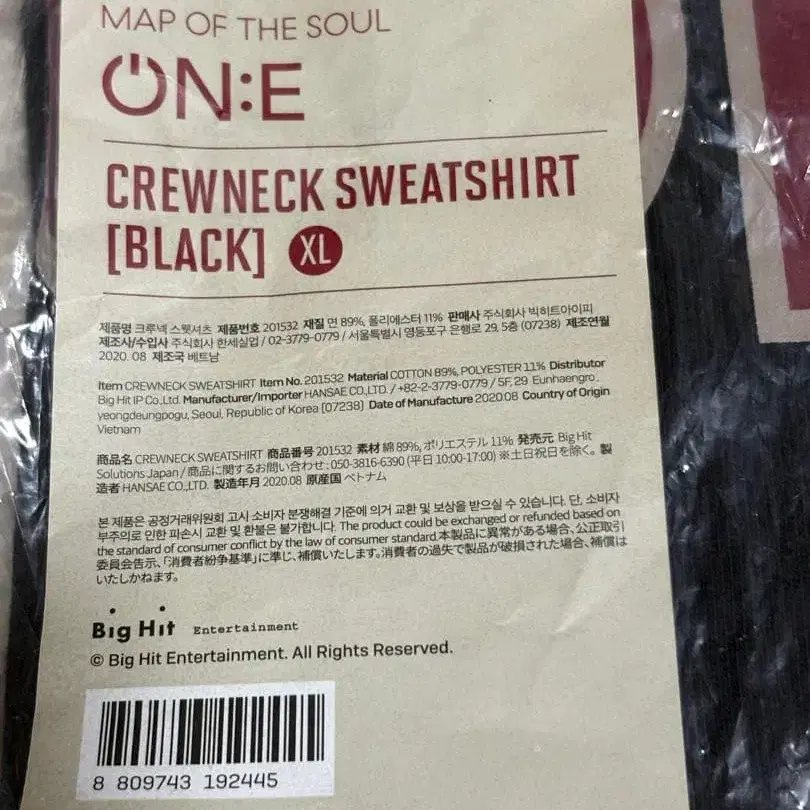 MAP OF THE SOUL
ON:E
CREWNECK SWEATSHIRT
[BLACK] XL
제품명 크루넥 스웻셔츠 제품번호 201532 재질 면 89%, 폴리에스터 11% 판매사 주식회사 빅히트아이피
제조사/수입사 주식회사 한세실업 / 02-3779-0779 / 서울특별시 영등포구 은행로 29, 5층 (07238) 제조연월
2020. 08 제조국 베트남
Item CREWNECK SWEATSHIRT Item No. 201532 Material COTTON 89%, POLYESTER 11% Distributor
Big Hit IP Co.,Ltd. Manufacturer/Importer HANSAE CO.,LTD. / +82-2-3779-0779 / 5F, 29 Eunhaengro,
yeongdeungpogu, Seoul, Republic of Korea [07238] Date of Manufacture 2020.08 Country of Origin
Vietnam
商品名 CREWNECK SWEATSHIRT 商品番号 201532 素材 綿 89%, ポリエステル 11% 発売元 Big Hit
Solutions Japan / 商品に関するお問い合わせ : 050-3816-6390 (平日 10:00-17:00) ※土日祝日を除く。 製
造者 HANSAE CO.,LTD. 製造年月 2020.08 原産国 ベトナム
본 제품은 공정거래위원회 고시 소비자 분쟁해결 기준에 의거 교환 및 보상을 받으실 수 있습니다. 단, 소비자
부주의로 인한 파손시 교환 및 환불은 불가합니다. The product could be exchanged or refunded based on
the standard of consumer conflict by the law of consumer standard.本製品に異常がある場合、公正取引
委員会告示、「消費者紛争基準」に準じ、補償いたします。消費者の過失で製品が破損された場合、補償は
いたしかねます。
Big Hit Entertainment
© Big Hit Entertainment. All Rights Reserved.
8 809743 192445